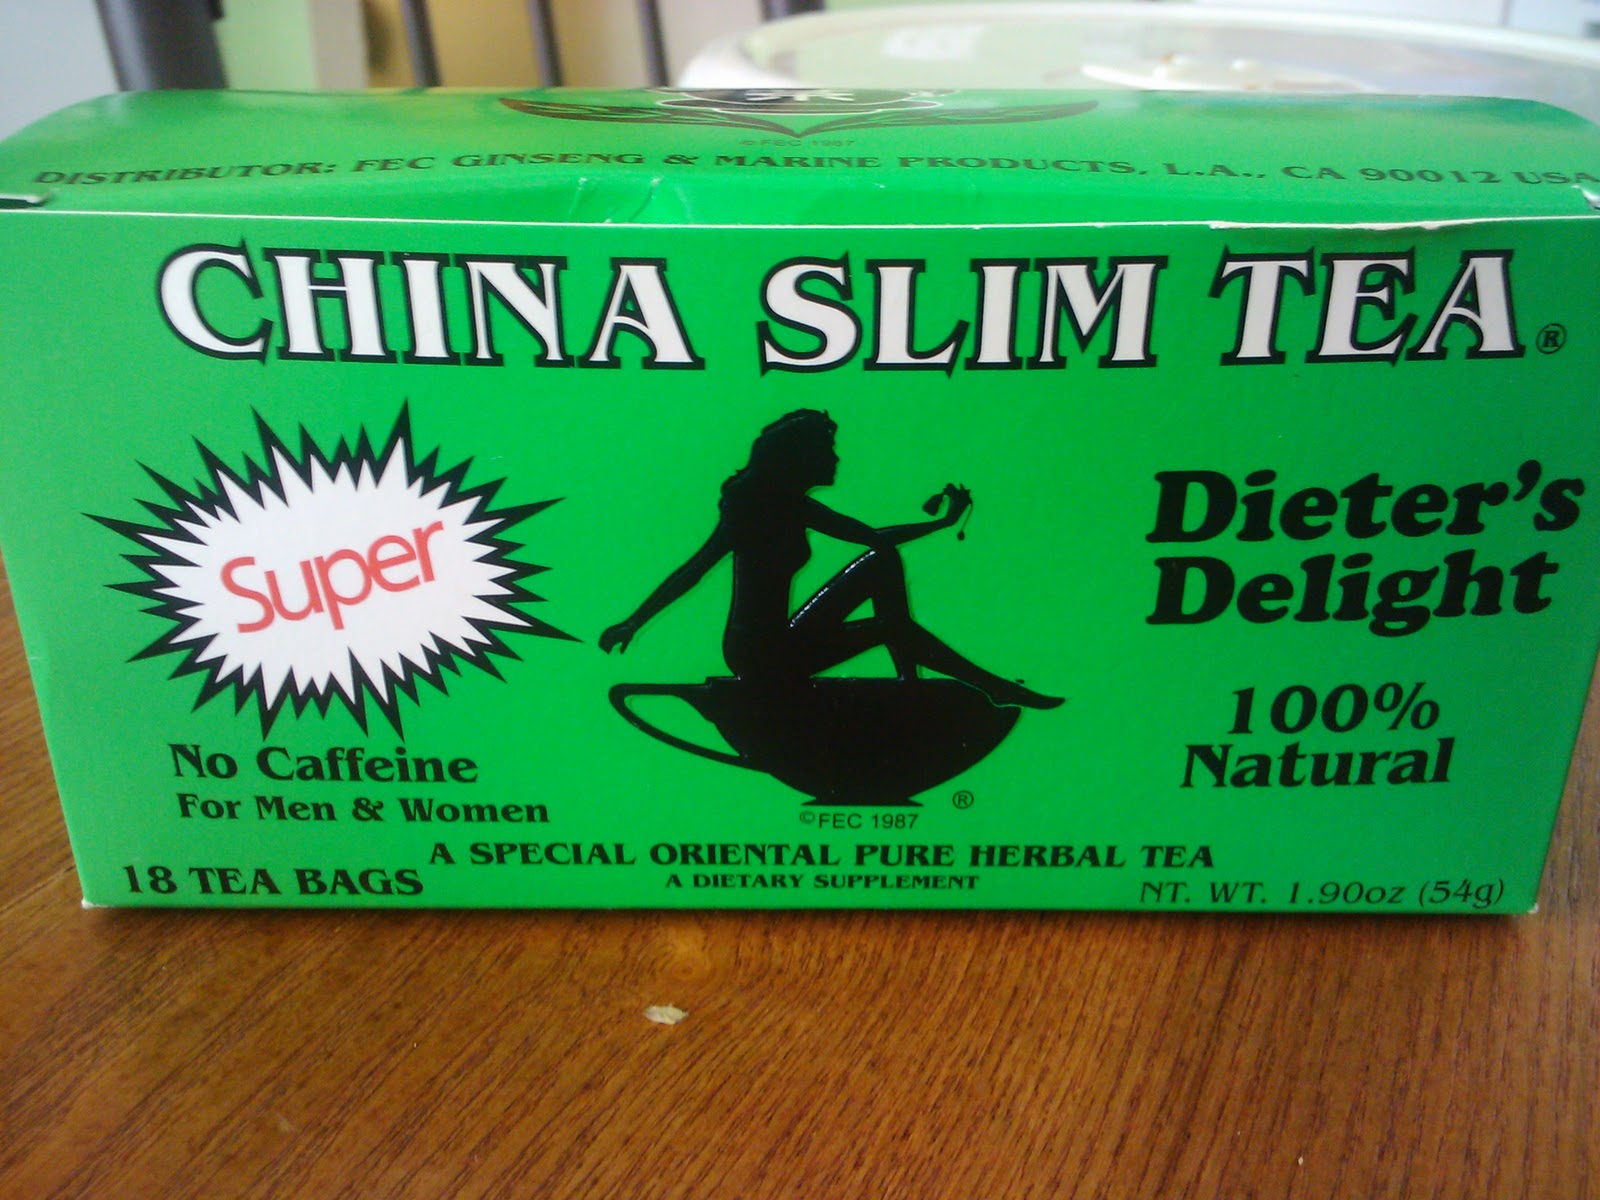 © FEC 1987
DISTRIBUTOR: FEC GINSENG & MARINE PRODUCTS, L.A., CA 90012 USA
CHINA SLIM TEA®
Super
Dieter's
Delight
100%
Natural
No Caffeine
For Men & Women
®
©FEC 1987
A SPECIAL ORIENTAL PURE HERBAL TEA
A DIETARY SUPPLEMENT
18 TEA BAGS
NT. WT. 1.90oz (54g)